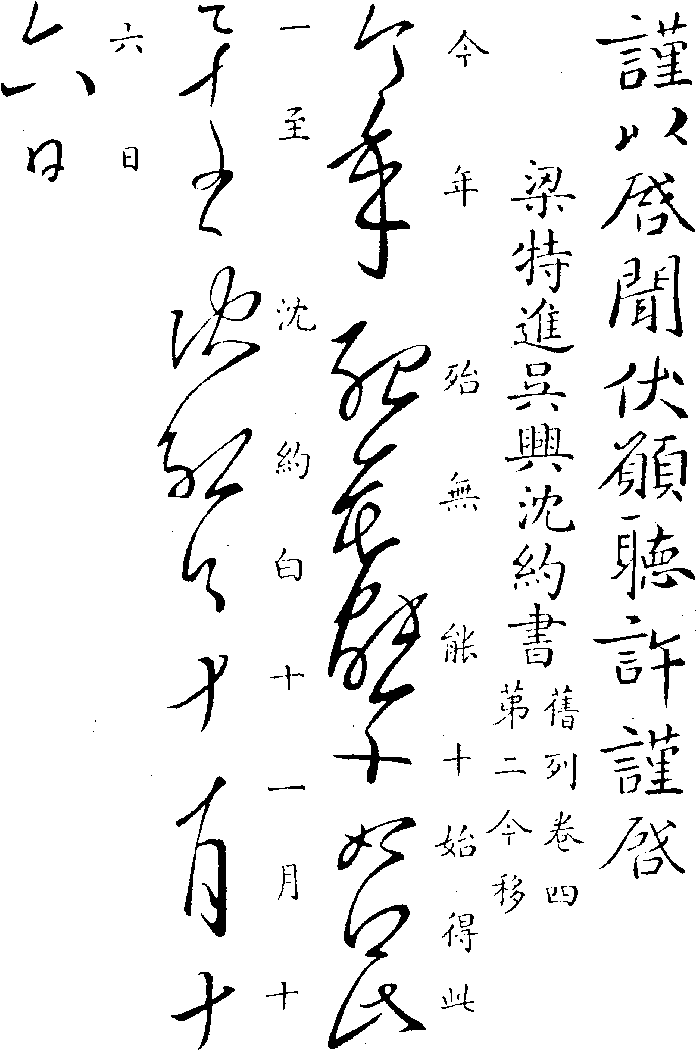 謹以啓聞伏願聽許謹啓
梁特進吳興沈約書
舊列卷四
第二今移
今年殆無能十始得此
今年殆無能十始得此
一至沈約白十一月十
一至沈約白十一月十
六日
六日